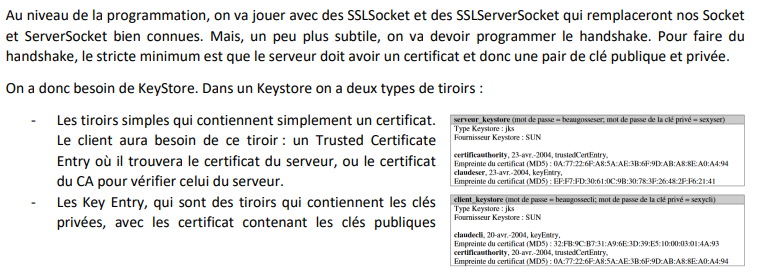 Au niveau de la programmation, on va jouer avec des SSLSocket et des SSLServerSocket qui remplaceront nos Socket
et ServerSocket bien connues. Mais, un peu plus subtile, on va devoir programmer le handshake. Pour faire du
handshake, le stricte minimum est que le serveur doit avoir un certificat et donc une pair de clé publique et privée.
On a donc besoin de KeyStore. Dans un Keystore on a deux types de tiroirs :
- Les tiroirs simples qui contiennent simplement un certificat.
Le client aura besoin de ce tiroir : un Trusted Certificate
Entry où il trouvera le certificat du serveur, ou le certificat
du CA pour vérifier celui du serveur.
- Les Key Entry, qui sont des tiroirs qui contiennent les clés
privées, avec les certificat contenant les clés publiques
serveur_keystore (mot de passe = beaugosseser; mot de passe de la clé privé = sexyser)
Type Keystore : jks
Fournisseur Keystore : SUN
certificauthority, 23-avr.-2004, trustedCertEntry,
Empreinte du certificat (MD5) : 0A:77:22:6F:A8:5A:AE:3B:6F:9D:AB:A8:8E:A0:A4:94
claudeser, 23-avr.-2004, keyEntry,
Empreinte du certificat (MD5) : EF:F7:FD:30:61:0C:9B:30:78:3F:26:48:2F:F6:21:41
client_keystore (mot de passe = beaugossecli; mot de passe de la clé privé = sexycli)
Type Keystore : jks
Fournisseur Keystore : SUN
claudecli, 20-avr.-2004, keyEntry,
Empreinte du certificat (MD5) : 32:FB:9C:B7:31:A9:6E:3D:39:E5:10:00:03:01:4A:93
certificauthority, 20-avr.-2004, trustedCertEntry,
Empreinte du certificat (MD5) : 0A:77:22:6F:A8:5A:AE:3B:6F:9D:AB:A8:8E:A0:A4:94